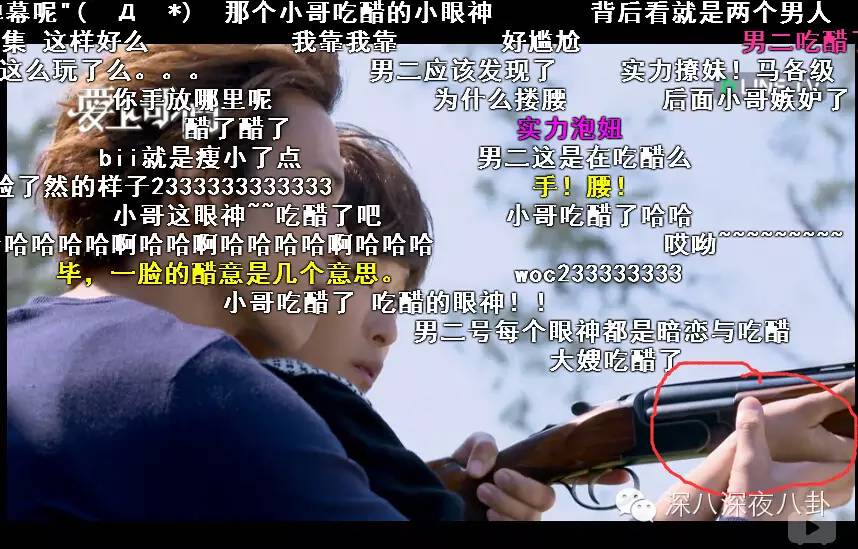 弹幕呢"( Д *) 那个小哥吃醋的小眼神 背后看就是两个男人
集 这样好么 我靠我靠 好尴尬 男二吃醋了
这么玩了么。。。 男二应该发现了 实力撩妹！马各级
你手放哪里呢 为什么搂腰 后面小哥嫉妒了
爱上
醋了醋了 实力泡妞
bii就是瘦小了点 男二这是在吃醋么
脸了然的样子2333333333333 手！腰！
小哥这眼神~~吃醋了吧 小哥吃醋了哈哈
哈哈哈哈啊哈哈啊哈哈哈哈啊哈哈哈 哎呦~~~~~~~~~
毕，一脸的醋意是几个意思。 woc233333333
小哥吃醋了 吃醋的眼神！！
男二号每个眼神都是暗恋与吃醋
大嫂吃醋了
深八深夜八卦